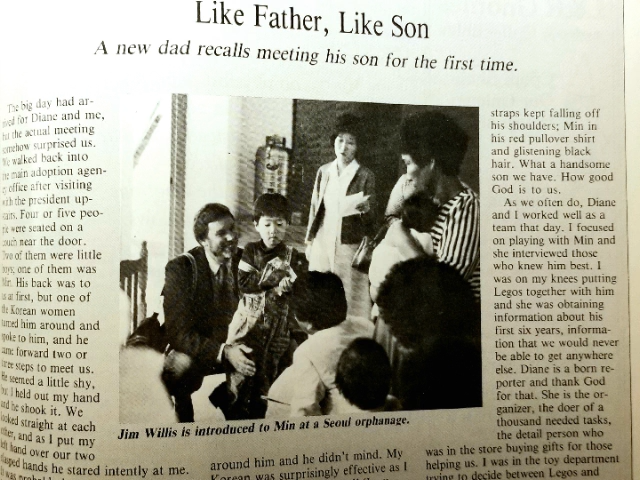 Like Father, Like Son
A new dad recalls meeting his son for the first time.
The big day had ar-
for Diane and me,
but the actual meeting
somehow surprised us.
We walked back into
the main adoption agen-
cy office after visiting
with the president up-
stairs. Four or five peo-
ple were seated on a
couch near the door.
Two of them were little
boys; one of them was
Min. His back was to
us at first, but one of
the Korean women
turned him around and
spoke to him, and he
came forward two or
three steps to meet us.
He seemed a little shy,
but I held out my hand
and he shook it. We
looked straight at each
other, and as I put my
left hand over our two
clasped hands he stared intently at me.
Jim Willis is introduced to Min at a Seoul orphanage.
around him and he didn't mind. My
Korean was surprisingly effective as I
straps kept falling off
his shoulders; Min in
his red pullover shirt
and glistening black
hair. What a handsome
son we have. How good
God is to us.
As we often do, Diane
and I worked well as a
team that day. I focused
on playing with Min and
she interviewed those
who knew him best. I
was on my knees putting
Legos together with him
and she was obtaining
information about his
first six years, informa-
tion that we would never
be able to get anywhere
else. Diane is a born re-
porter and thank God
for that. She is the or-
ganizer, the doer of a
thousand needed tasks,
the detail person who
was in the store buying gifts for those
helping us. I was in the toy department
trying to decide between Legos and